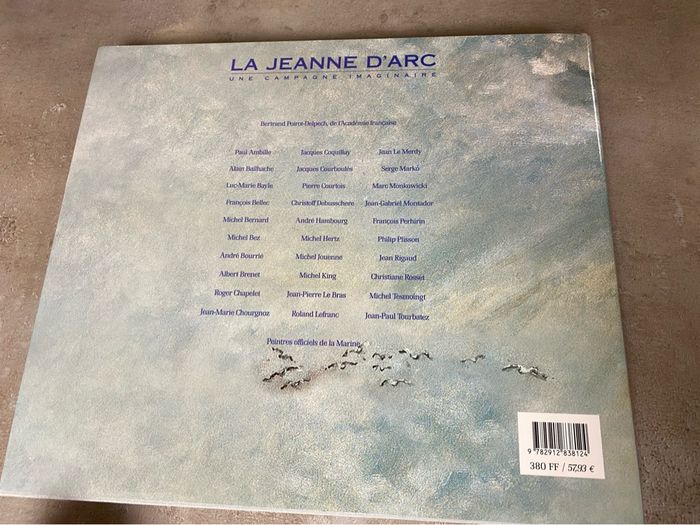 LA JEANNE D'ARC
UNE CAMPAGNE IMAGINAIRE
Bertrand Poirot-Delpech, de l'Académie française
Paul Ambille Jacques Coquillay Jean Le Merdy
Alain Bailhache Jacques Courboulès Serge Markó
Luc-Marie Bayle Pierre Courtois Marc Monkowicki
François Bellec Christoff Debusschere Jean-Gabriel Montador
Michel Bernard André Hambourg François Perhirin
Michel Bez Michel Hertz Philip Plisson
André Bourrié Michel Jouenne Jean Rigaud
Albert Brenet Michel King Christiane Rosset
Roger Chapelet Jean-Pierre Le Bras Michel Tesmoingt
Jean-Marie Chourgnoz Roland Lefranc Jean-Paul Tourbatez
Peintres officiels de la Marine
9 782912 838124
380 FF / 57.93 €